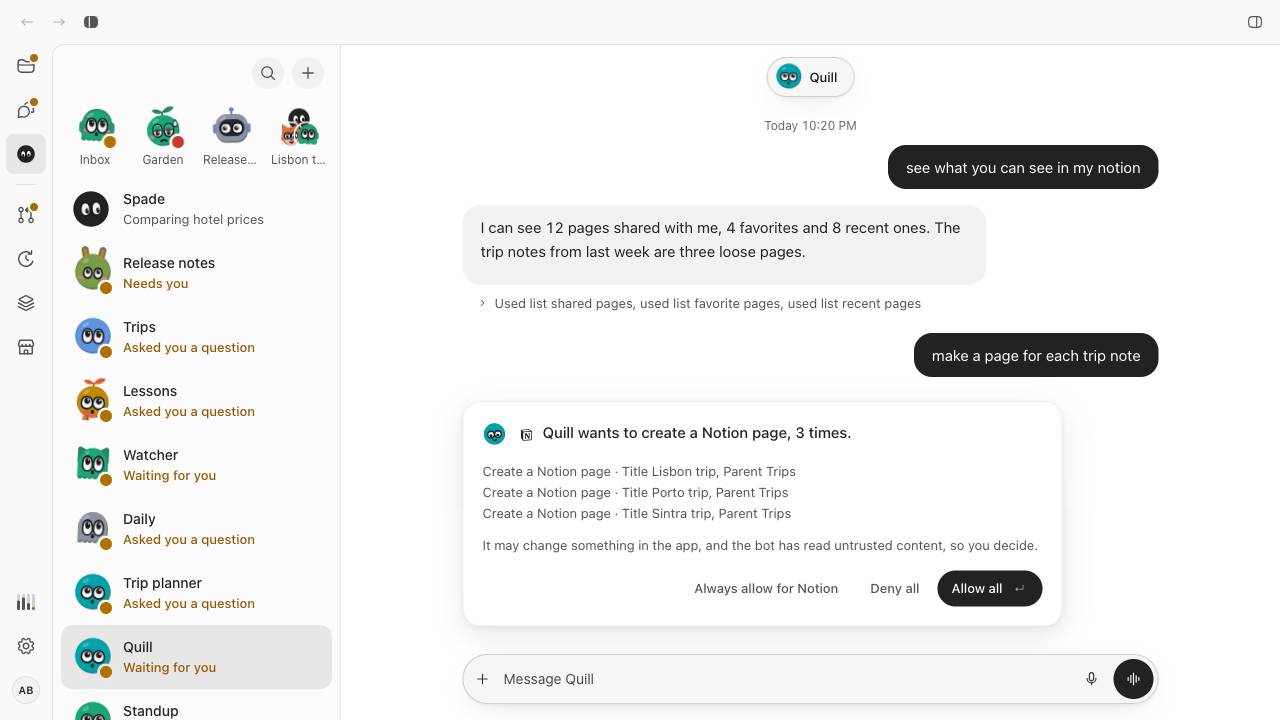 Inbox
Garden
Release...
Lisbon t...
Spade
Comparing hotel prices
Release notes
Needs you
Trips
Asked you a question
Lessons
Asked you a question
Watcher
Waiting for you
Daily
Asked you a question
Trip planner
Asked you a question
Quill
Waiting for you
Standup
AB
Quill
Today 10:20 PM
see what you can see in my notion
I can see 12 pages shared with me, 4 favorites and 8 recent ones. The
trip notes from last week are three loose pages.
Used list shared pages, used list favorite pages, used list recent pages
make a page for each trip note
Quill wants to create a Notion page, 3 times.
Create a Notion page · Title Lisbon trip, Parent Trips
Create a Notion page · Title Porto trip, Parent Trips
Create a Notion page · Title Sintra trip, Parent Trips
It may change something in the app, and the bot has read untrusted content, so you decide.
Always allow for Notion
Deny all
Allow all
Message Quill